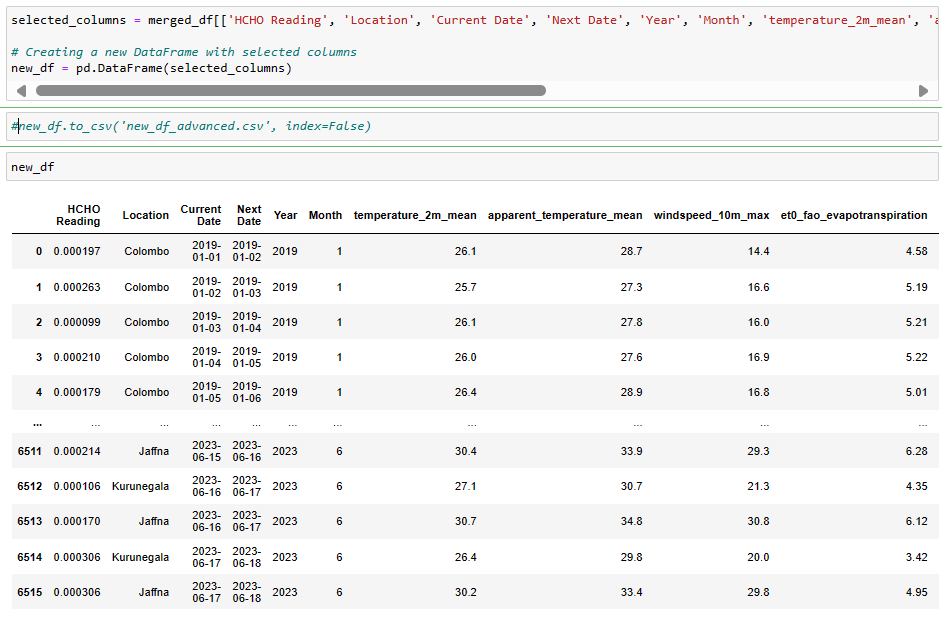 selected_columns = merged_df[['HCHO Reading', 'Location', 'Current Date', 'Next Date', 'Year', 'Month', 'temperature_2m_mean', 'a
# Creating a new DataFrame with selected columns
new_df = pd.DataFrame(selected_columns)
#new_df.to_csv('new_df_advanced.csv', index=False)
new_df
HCHO Reading Location Current Date Next Date Year Month temperature_2m_mean apparent_temperature_mean windspeed_10m_max et0_fao_evapotranspiration
0 0.000197 Colombo 2019-01-01 2019-01-02 2019 1 26.1 28.7 14.4 4.58
1 0.000263 Colombo 2019-01-02 2019-01-03 2019 1 25.7 27.3 16.6 5.19
2 0.000099 Colombo 2019-01-03 2019-01-04 2019 1 26.1 27.8 16.0 5.21
3 0.000210 Colombo 2019-01-04 2019-01-05 2019 1 26.0 27.6 16.9 5.22
4 0.000179 Colombo 2019-01-05 2019-01-06 2019 1 26.4 28.9 16.8 5.01
... ... ... ... ... ... ... ... ... ... ...
6511 0.000214 Jaffna 2023-06-15 2023-06-16 2023 6 30.4 33.9 29.3 6.28
6512 0.000106 Kurunegala 2023-06-16 2023-06-17 2023 6 27.1 30.7 21.3 4.35
6513 0.000170 Jaffna 2023-06-16 2023-06-17 2023 6 30.7 34.8 30.8 6.12
6514 0.000306 Kurunegala 2023-06-17 2023-06-18 2023 6 26.4 29.8 20.0 3.42
6515 0.000306 Jaffna 2023-06-17 2023-06-18 2023 6 30.2 33.4 29.8 4.95